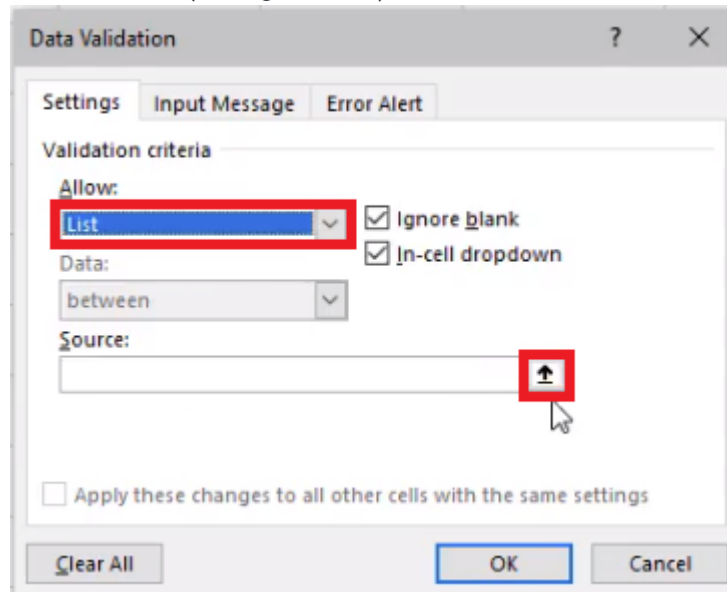 Data Validation ? X
Settings Input Message Error Alert
Validation criteria
Allow:
List Ignore blank
Data: In-cell dropdown
between
Source:
Apply these changes to all other cells with the same settings
Clear All OK Cancel